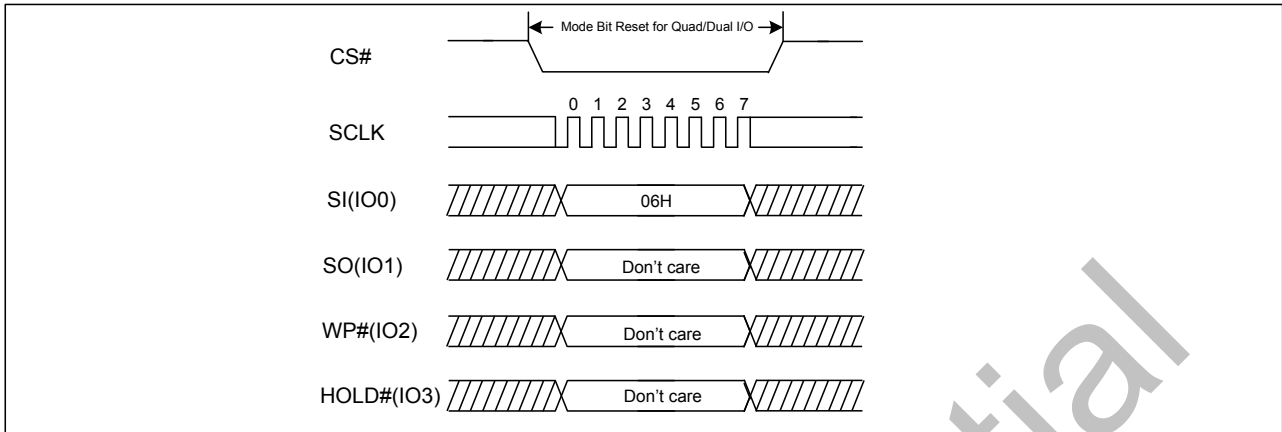 Mode Bit Reset for Quad/Dual I/O
CS#
0 1 2 3 4 5 6 7
SCLK
SI(IO0) 06H
SO(IO1) Don't care
WP#(IO2) Don't care
HOLD#(IO3) Don't care
tial